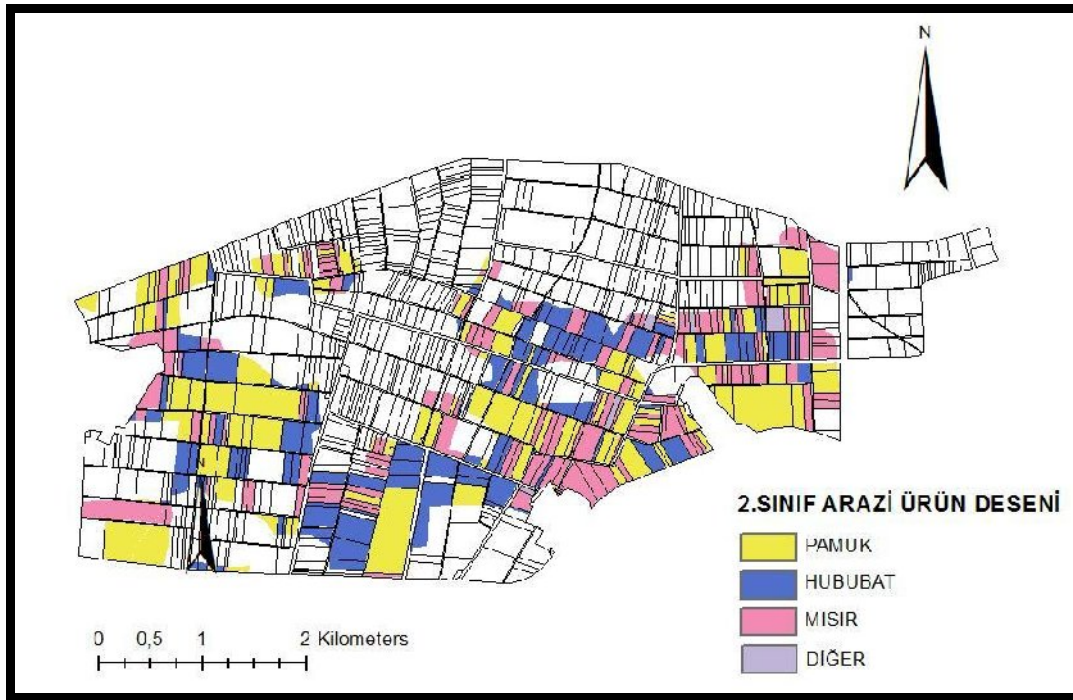 N
N
2.SINIF ARAZİ ÜRÜN DESENİ
PAMUK
HUBUBAT
MISIR
DİĞER
0 0,5 1 2 Kilometers